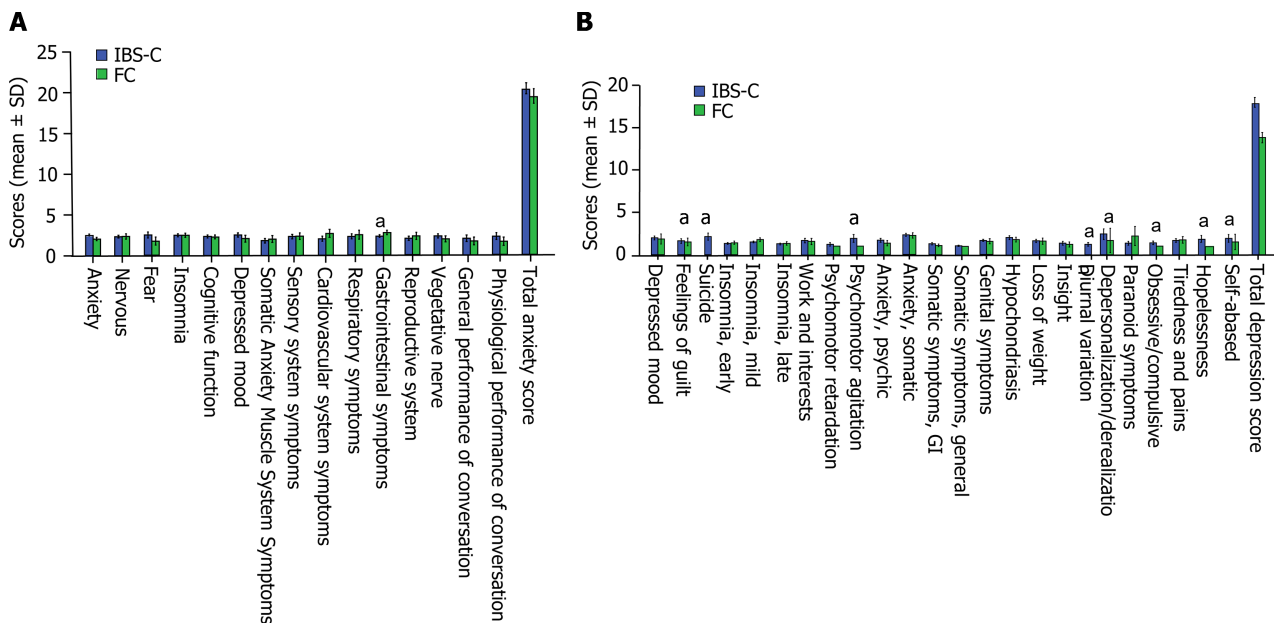 A
Scores (mean ± SD)
25
20
15
10
5
0
IBS-C
FC
a
Anxiety
Nervous
Fear
Insomnia
Cognitive function
Depressed mood
Somatic Anxiety Muscle System Symptoms
Sensory system symptoms
Cardiovascular system symptoms
Respiratory symptoms
Gastrointestinal symptoms
Reproductive system
Vegetative nerve
General performance of conversation
Physiological performance of conversation
Total anxiety score
B
Scores (mean ± SD)
20
15
10
5
0
IBS-C
FC
a
a
a
a
a
a
a
a
Depressed mood
Feelings of guilt
Suicide
Insomnia, early
Insomnia, mild
Insomnia, late
Work and interests
Psychomotor retardation
Psychomotor agitation
Anxiety, psychic
Anxiety, somatic
Somatic symptoms, GI
Somatic symptoms, general
Genital symptoms
Hypochondriasis
Loss of weight
Insight
Diurnal variation
Depersonalization/derealizatio
Paranoid symptoms
Obsessive/compulsive
Tiredness and pains
Hopelessness
Self-abased
Total depression score